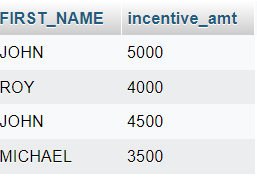 FIRST_NAME incentive_amt
JOHN 5000
ROY 4000
JOHN 4500
MICHAEL 3500